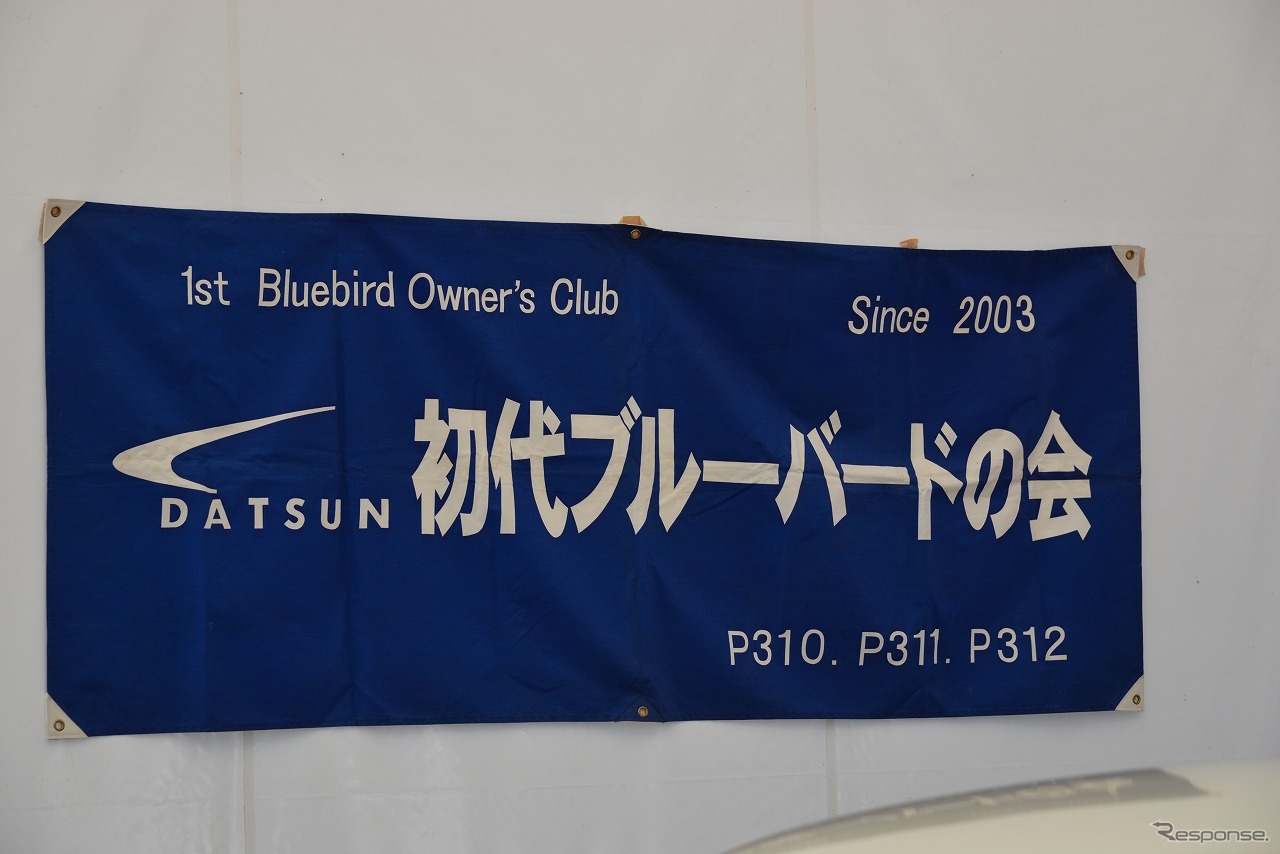 1st Bluebird Owner's Club
Since 2003
DATSUN
初代ブルーバードの会
P310. P311. P312
Response.